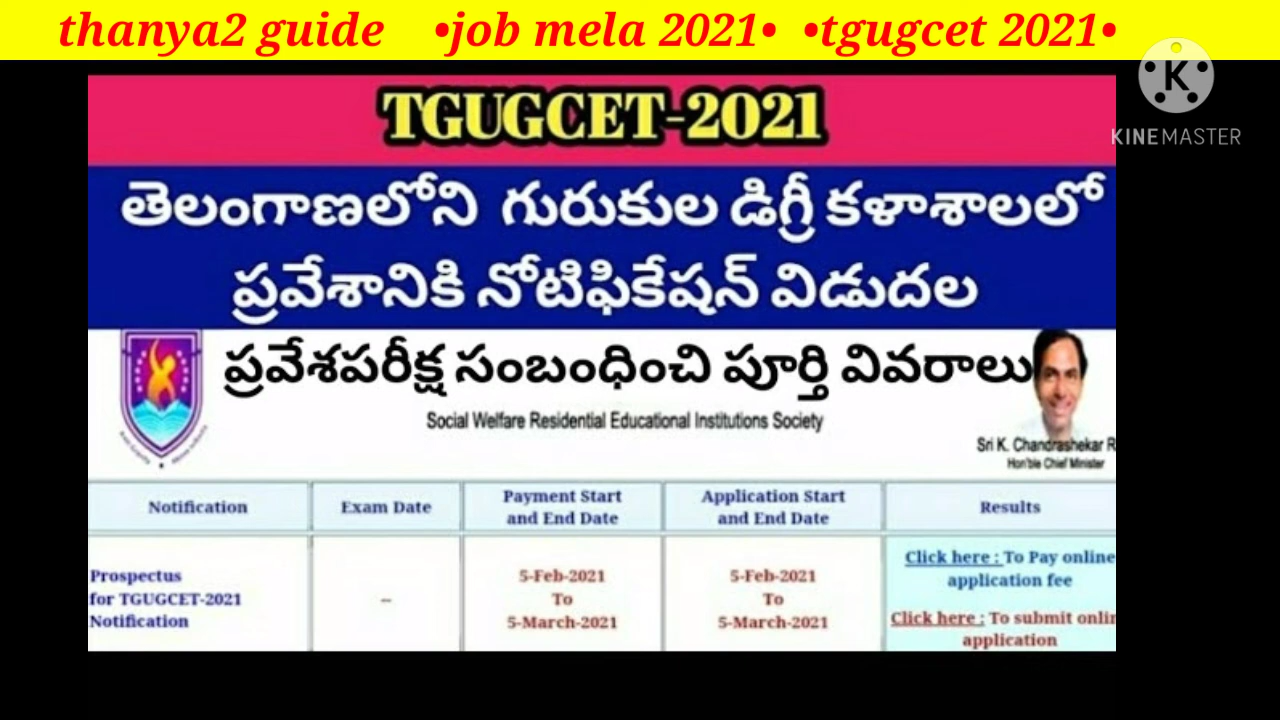 thanya2 guide •job mela 2021• •tgugcet 2021•
KINEMASTER
TGUGCET-2021
తెలంగాణలోని గురుకుల డిగ్రీ కళాశాలలో
ప్రవేశానికి నోటిఫికేషన్ విడుదల
ప్రవేశపరీక్ష సంబంధించి పూర్తి వివరాలు
Social Welfare Residential Educational Institutions Society
Sri K. Chandrashekar R
Hon'ble Chief Minister
Notification
Exam Date
Payment Start
and End Date
Application Start
and End Date
Results
Prospectus
for TGUGCET-2021
Notification
--
5-Feb-2021
To
5-March-2021
5-Feb-2021
To
5-March-2021
Click here : To Pay online
application fee
Click here : To submit onlin
application